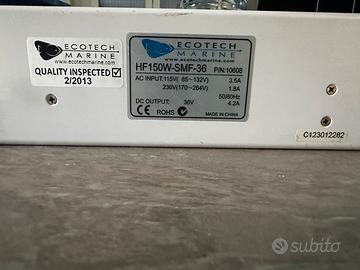 ECOTECH
MARINE
www.ecotechmarine.com
QUALITY INSPECTED
2/2013
ECOTECH
MARINE
www.ecotechmarine.com
HF150W-SMF-36 P/N:10608
AC INPUT:115V( 85~132V) 3.5A
230V(170~264V) 1.8A
50/60Hz
DC OUTPUT: 36V 4.2A
CE ROHS MADE IN CHINA
C123012282
subito